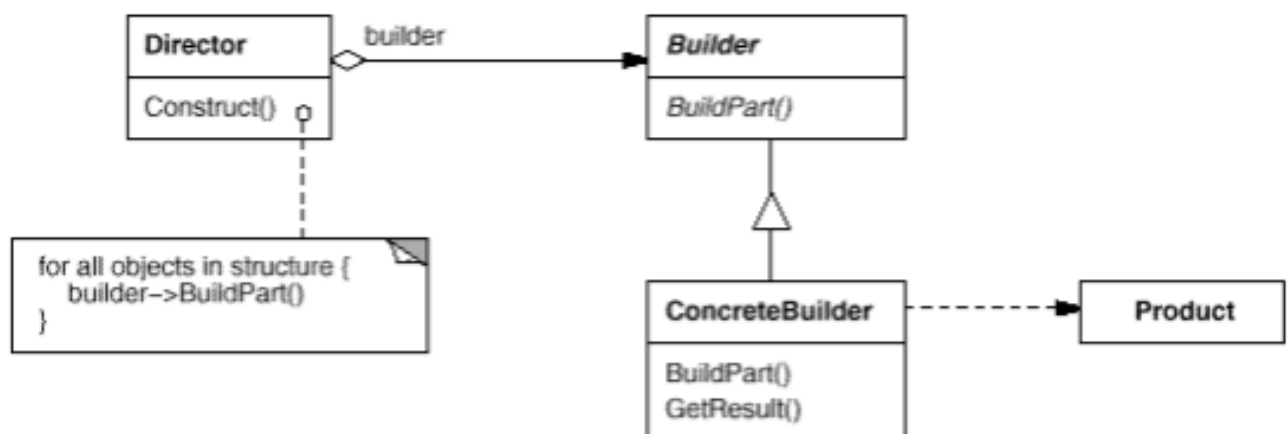 Director
Construct()
builder
Builder
BuildPart()
for all objects in structure {
builder->BuildPart()
}
ConcreteBuilder
BuildPart()
GetResult()
Product